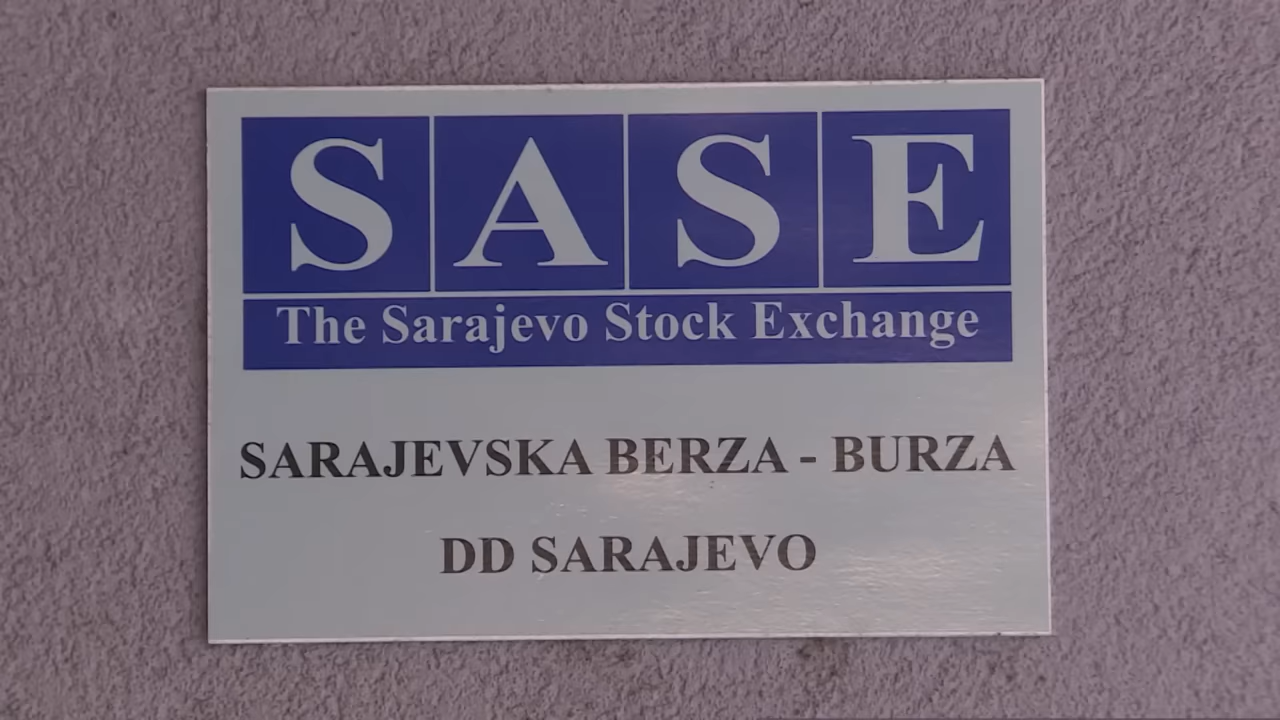 SASE
The Sarajevo Stock Exchange
SARAJEVSKA BERZA - BURZA
DD SARAJEVO